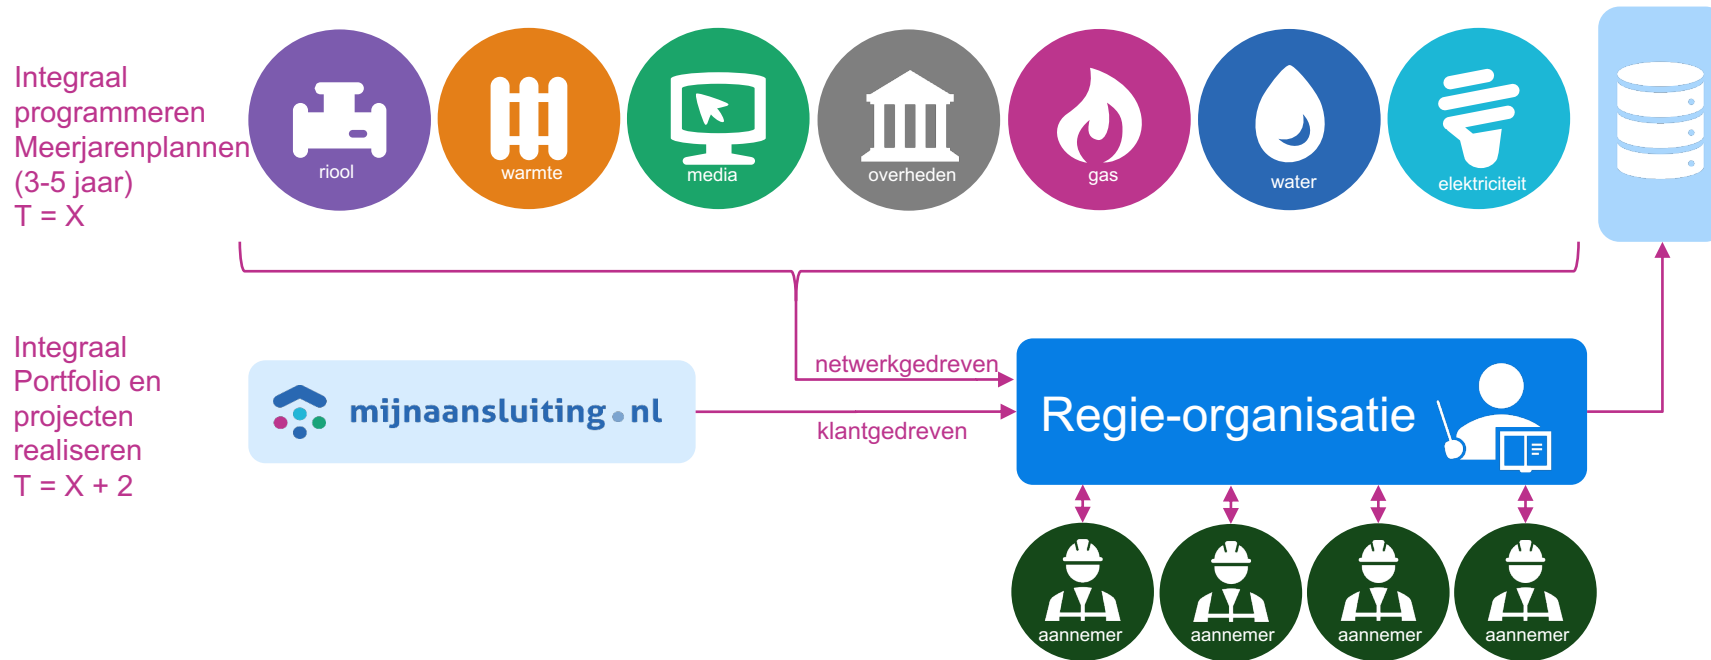 Integraal
programmeren
Meerjarenplannen
(3-5 jaar)
T = X
riool
warmte
media
overheden
gas
water
elektriciteit
Integraal
Portfolio en
projecten
realiseren
T = X + 2
mijnaansluiting.nl
netwerkgedreven
klantgedreven
Regie-organisatie
aannemer
aannemer
aannemer
aannemer